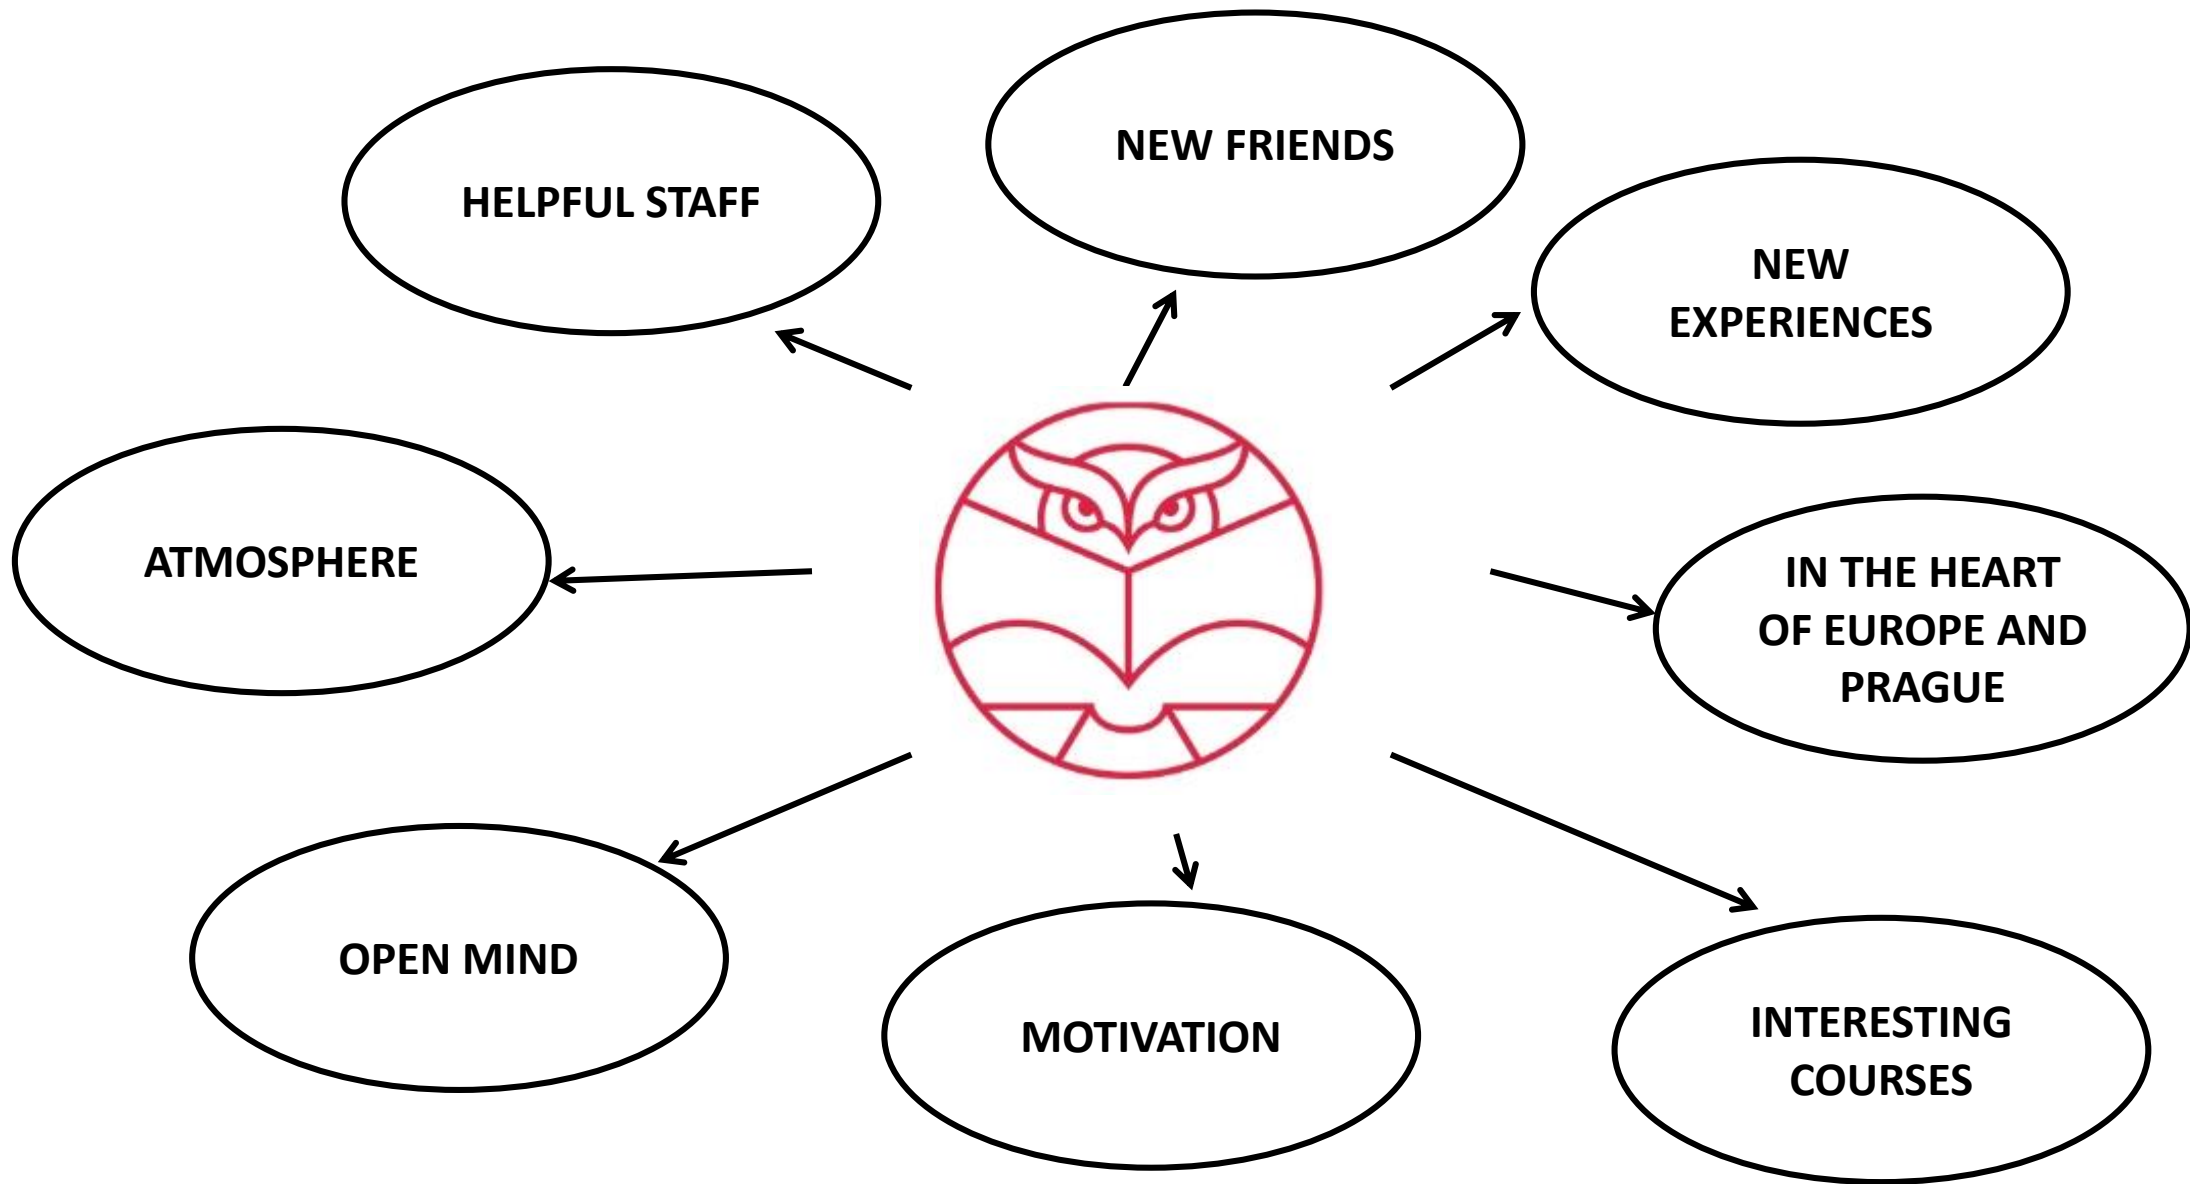 NEW FRIENDS
HELPFUL STAFF
NEW
EXPERIENCES
ATMOSPHERE
IN THE HEART
OF EUROPE AND
PRAGUE
OPEN MIND
MOTIVATION
INTERESTING
COURSES